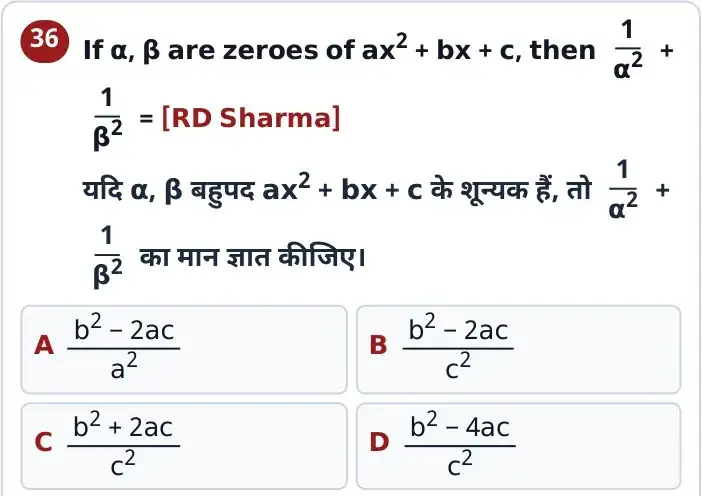 36 If α, β are zeroes of ax² + bx + c, then 1/α² +
1/β² = [RD Sharma]
यदि α, β बहुपद ax² + bx + c के शून्यक हैं, तो 1/α² +
1/β² का मान ज्ञात कीजिए।
A (b² – 2ac)/a² B (b² – 2ac)/c²
C (b² + 2ac)/c² D (b² – 4ac)/c²